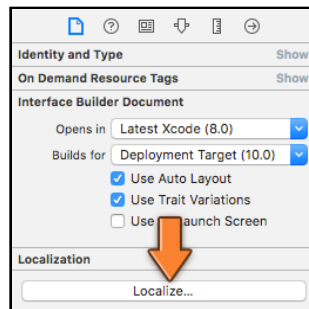 Identity and Type Show
On Demand Resource Tags Show
Interface Builder Document
Opens in Latest Xcode (8.0)
Builds for Deployment Target (10.0)
Use Auto Layout
Use Trait Variations
Use Launch Screen
Localization
Localize...